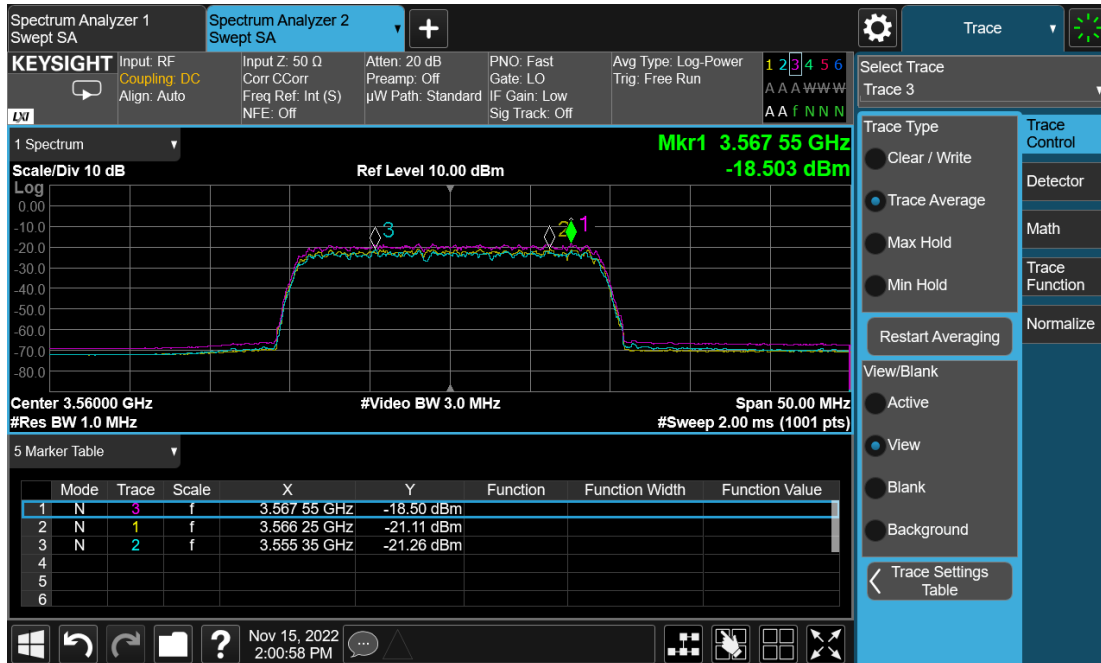 Spectrum Analyzer 1
Swept SA
Spectrum Analyzer 2
Swept SA
Trace
KEYSIGHT
LXI
Input: RF
Coupling: DC
Align: Auto
Input Z: 50 Ω
Corr CCorr
Freq Ref: Int (S)
NFE: Off
Atten: 20 dB
Preamp: Off
µW Path: Standard
PNO: Fast
Gate: LO
IF Gain: Low
Sig Track: Off
Avg Type: Log-Power
Trig: Free Run
1 2 3 4 5 6
A A A W W W
A A f N N N
1 Spectrum
Scale/Div 10 dB
Ref Level 10.00 dBm
Mkr1 3.567 55 GHz
-18.503 dBm
Log
0.00
-10.0
-20.0
-30.0
-40.0
-50.0
-60.0
-70.0
-80.0
3
2
1
Center 3.56000 GHz
#Res BW 1.0 MHz
#Video BW 3.0 MHz
Span 50.00 MHz
#Sweep 2.00 ms (1001 pts)
5 Marker Table
Mode Trace Scale X Y Function Function Width Function Value
1 N 3 f 3.567 55 GHz -18.50 dBm
2 N 1 f 3.566 25 GHz -21.11 dBm
3 N 2 f 3.555 35 GHz -21.26 dBm
4
5
6
Select Trace
Trace 3
Trace Type
Clear / Write
Trace Average
Max Hold
Min Hold
Restart Averaging
View/Blank
Active
View
Blank
Background
Trace Settings
Table
Trace
Control
Detector
Math
Trace
Function
Normalize
?
Nov 15, 2022
2:00:58 PM